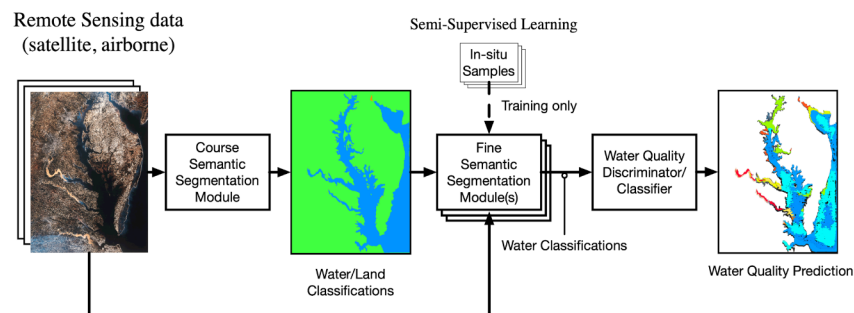 Remote Sensing data
(satellite, airborne)
Semi-Supervised Learning
In-situ
Samples
Training only
Course
Semantic
Segmentation
Module
Fine
Semantic
Segmentation
Module(s)
Water Quality
Discriminator/
Classifier
Water/Land
Classifications
Water Classifications
Water Quality Prediction